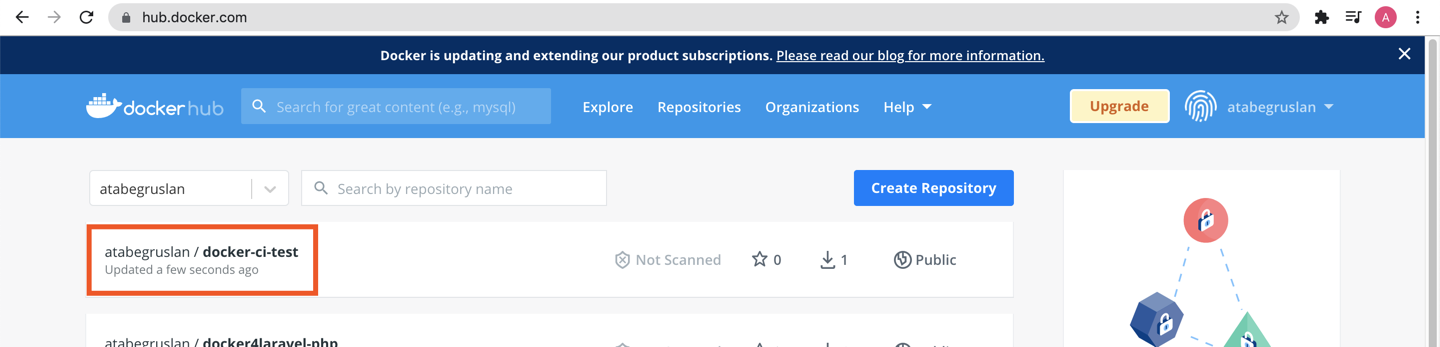 hub.docker.com
A
Docker is updating and extending our product subscriptions. Please read our blog for more information.
dockerhub
Search for great content (e.g., mysql)
Explore
Repositories
Organizations
Help
Upgrade
atabegruslan
atabegruslan
Search by repository name
Create Repository
atabegruslan / docker-ci-test
Updated a few seconds ago
Not Scanned
0
1
Public
atabegruslan / docker4laravel-php